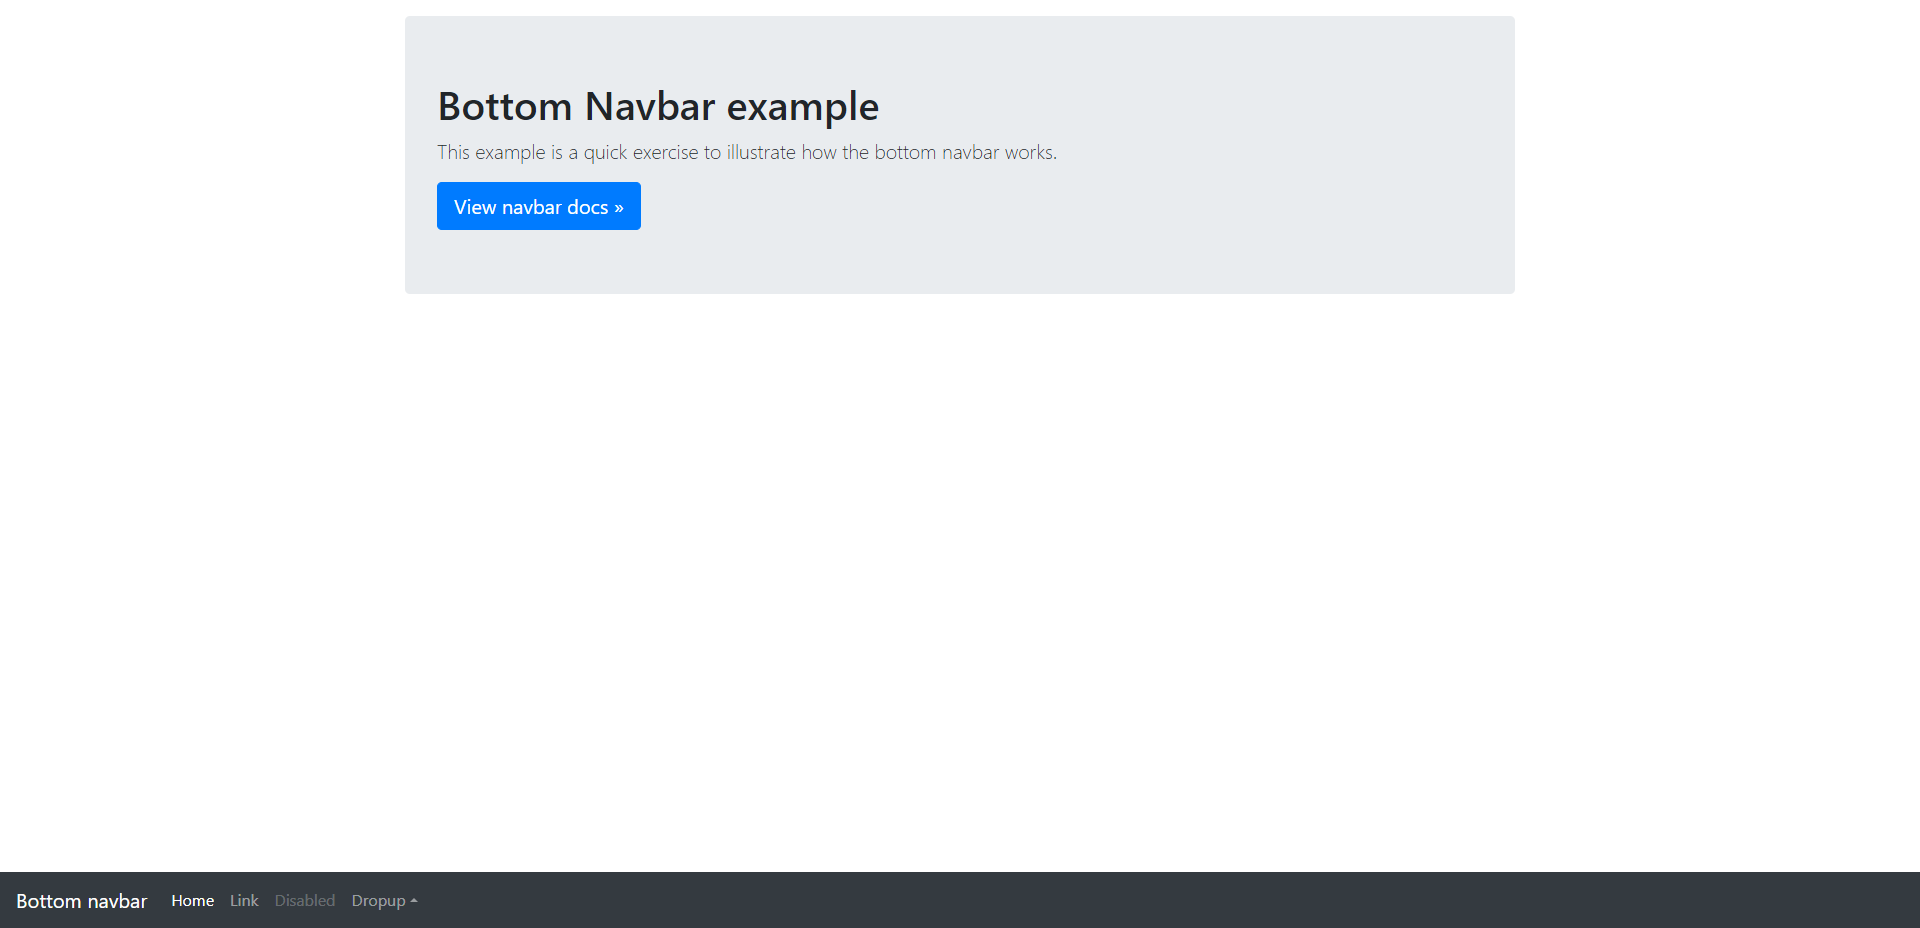 Bottom Navbar example
This example is a quick exercise to illustrate how the bottom navbar works.
View navbar docs »
Bottom navbar Home Link Disabled Dropup